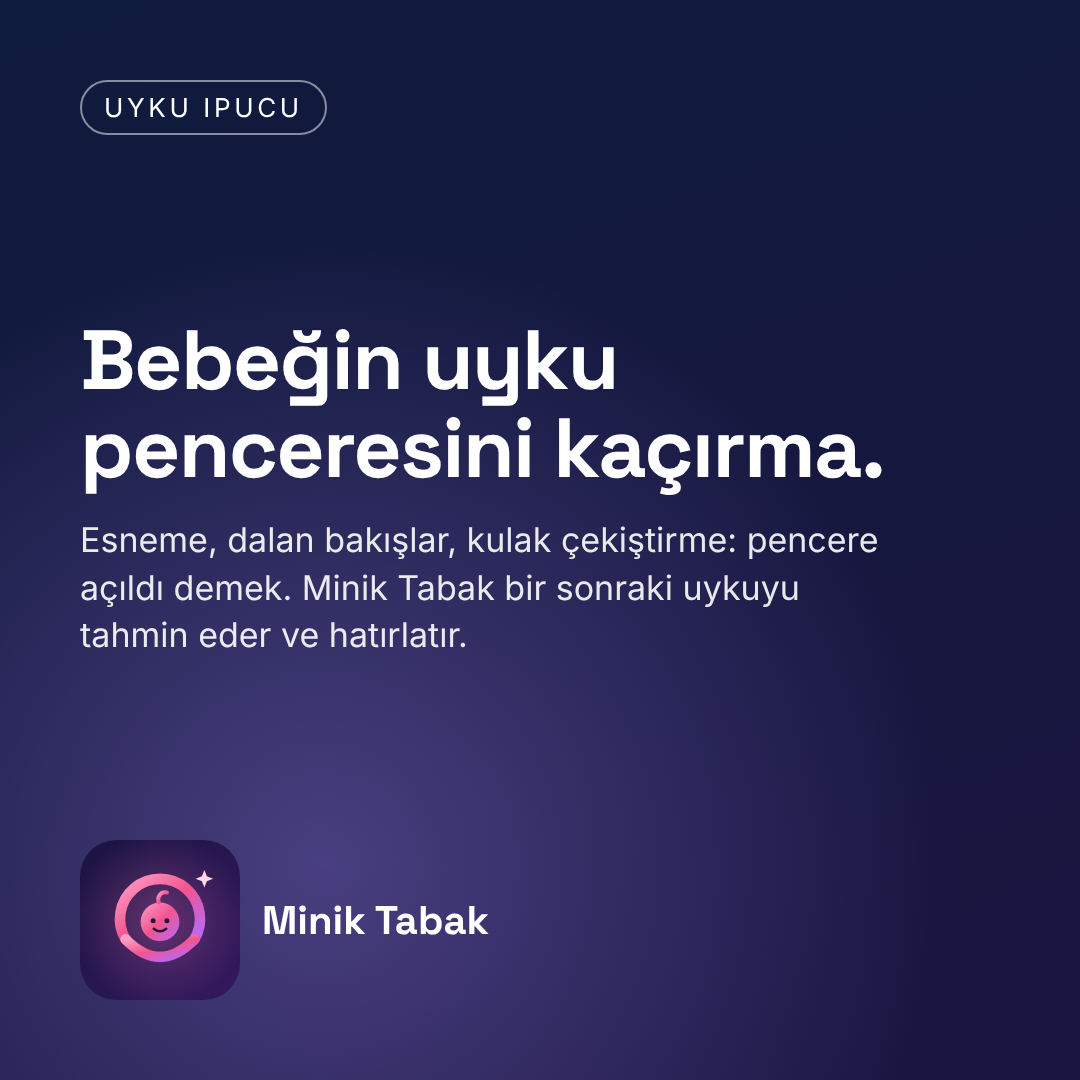 UYKU IPUCU
Bebeğin uyku
penceresini kaçırma.
Esneme, dalan bakışlar, kulak çekiştirme: pencere
açıldı demek. Minik Tabak bir sonraki uykuyu
tahmin eder ve hatırlatır.
Minik Tabak